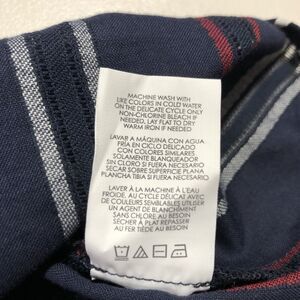 MACHINE WASH WITH
LIKE COLORS IN COLD WATER
ON THE DELICATE CYCLE ONLY
NON-CHLORINE BLEACH IF
NEEDED. LAY FLAT TO DRY
WARM IRON IF NEEDED
LAVAR A MÁQUINA CON AGUA
FRÍA EN CICLO DELICADO
CON COLORES SIMILARES
SOLAMENTE BLANQUEADOR
SIN CLORO SI FUERA NECESARIO
SECAR SOBRE SUPERFICIE PLANA
PLANCHA TIBIA SI FUERA NECESARIO
LAVER À LA MACHINE À L'EAU
FROIDE, AU CYCLE DÉLICAT AVEC
DE COULEURS SEMBLABLES UTILISER
UN AGENT DE BLANCHIMENT
SANS CHLORE AU BESOIN
SÉCHER À PLAT REPASSER
AU FER TIÈDE AU BESOIN